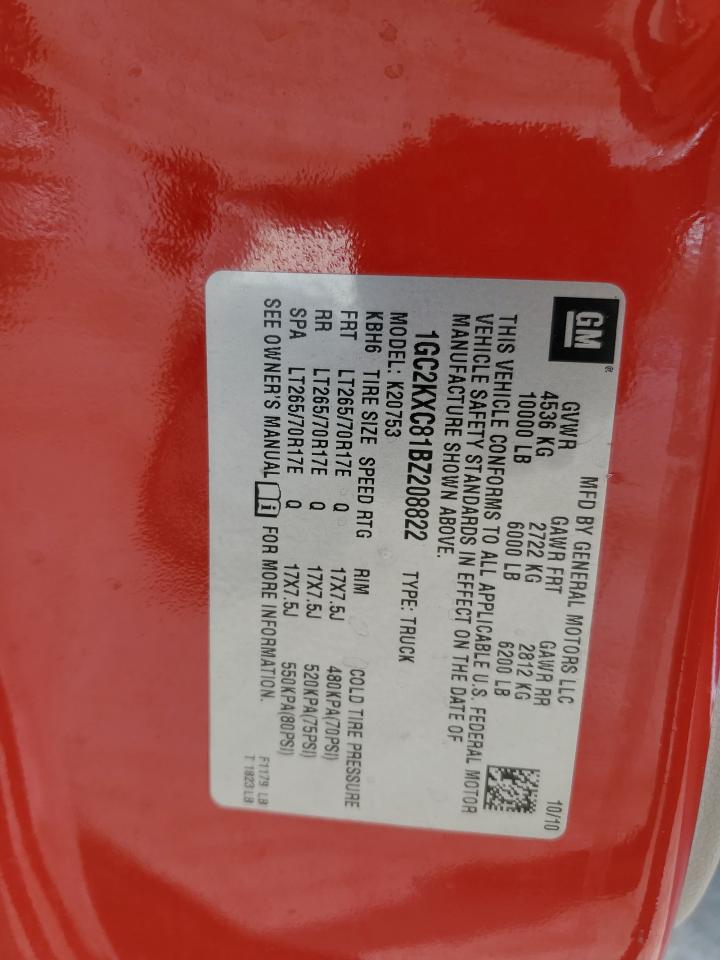 GM®
MFD BY GENERAL MOTORS LLC 10/10
GVWR GAWR FRT GAWR RR
4536 KG 2722 KG 2812 KG
10000 LB 6000 LB 6200 LB
THIS VEHICLE CONFORMS TO ALL APPLICABLE U.S. FEDERAL MOTOR
VEHICLE SAFETY STANDARDS IN EFFECT ON THE DATE OF
MANUFACTURE SHOWN ABOVE.
1GC2KXC81BZ208822 TYPE: TRUCK
MODEL: K20753
KBH6 TIRE SIZE SPEED RTG RIM COLD TIRE PRESSURE
FRT LT265/70R17E Q 17X7.5J 480KPA(70PSI)
RR LT265/70R17E Q 17X7.5J 520KPA(75PSI)
SPA LT265/70R17E Q 17X7.5J 550KPA(80PSI)
SEE OWNER'S MANUAL i FOR MORE INFORMATION.
F1179 LB
T 1823 LB